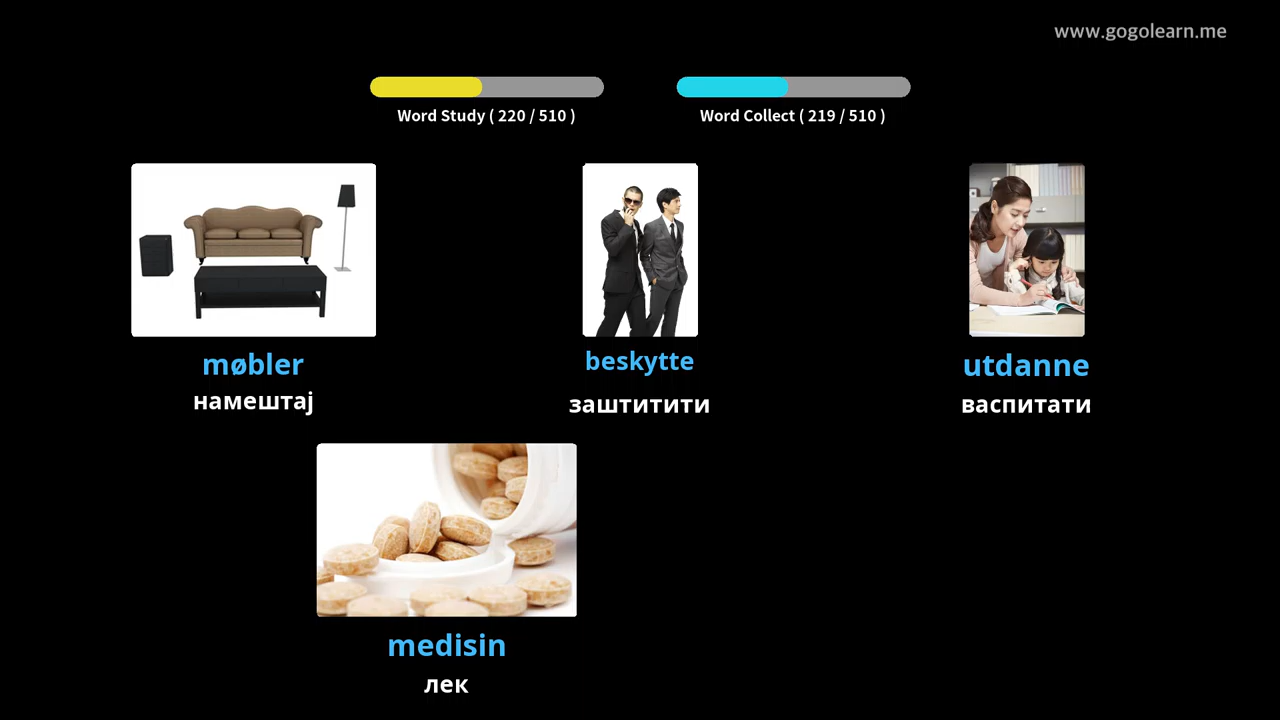 www.gogolearn.me
Word Study ( 220 / 510 )
Word Collect ( 219 / 510 )
møbler
намештај
beskytte
заштитити
utdanne
васпитати
medisin
лек